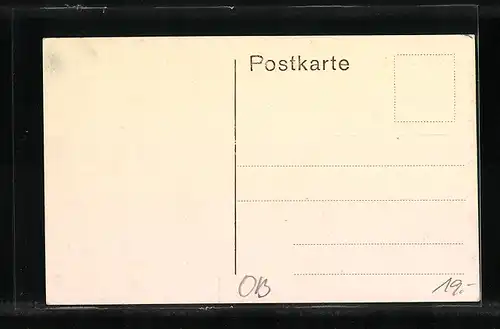 Postkarte
OB
19.-